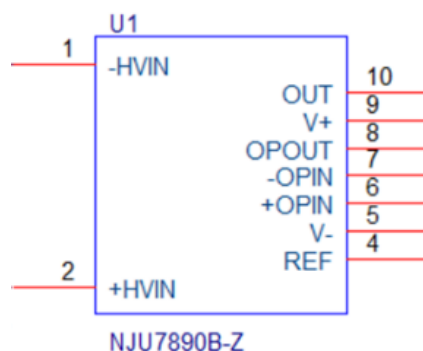 U1
1
-HVIN
10
OUT
9
V+
8
OPOUT
7
-OPIN
6
+OPIN
5
V-
4
REF
2
+HVIN
NJU7890B-Z